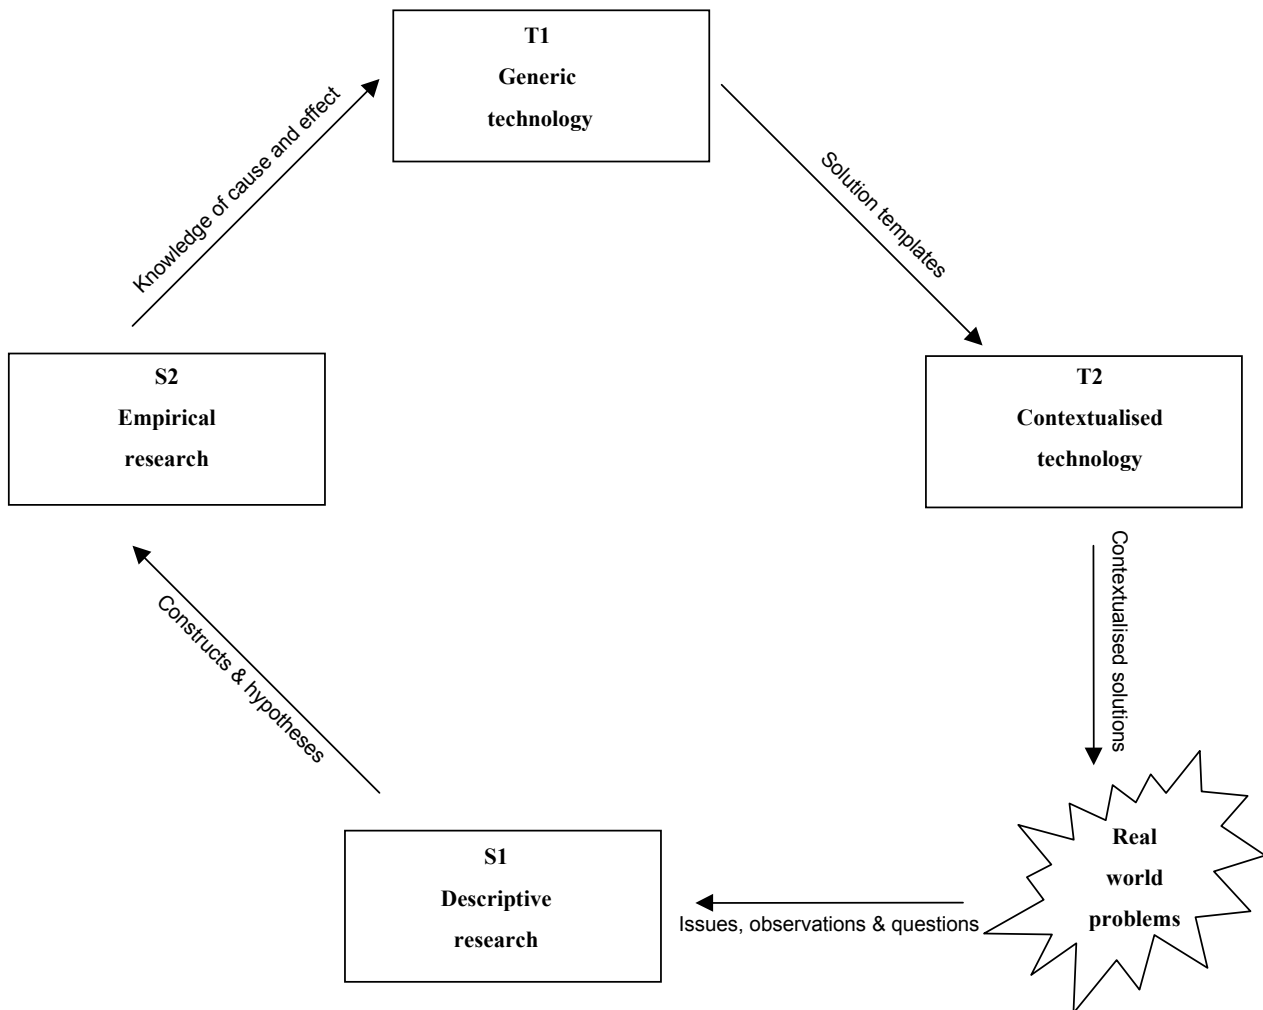 T1
Generic
technology
Knowledge of cause and effect
Solution templates
S2
Empirical
research
T2
Contextualised
technology
Contextualised solutions
Constructs & hypotheses
Real
world
problems
S1
Descriptive
research
Issues, observations & questions